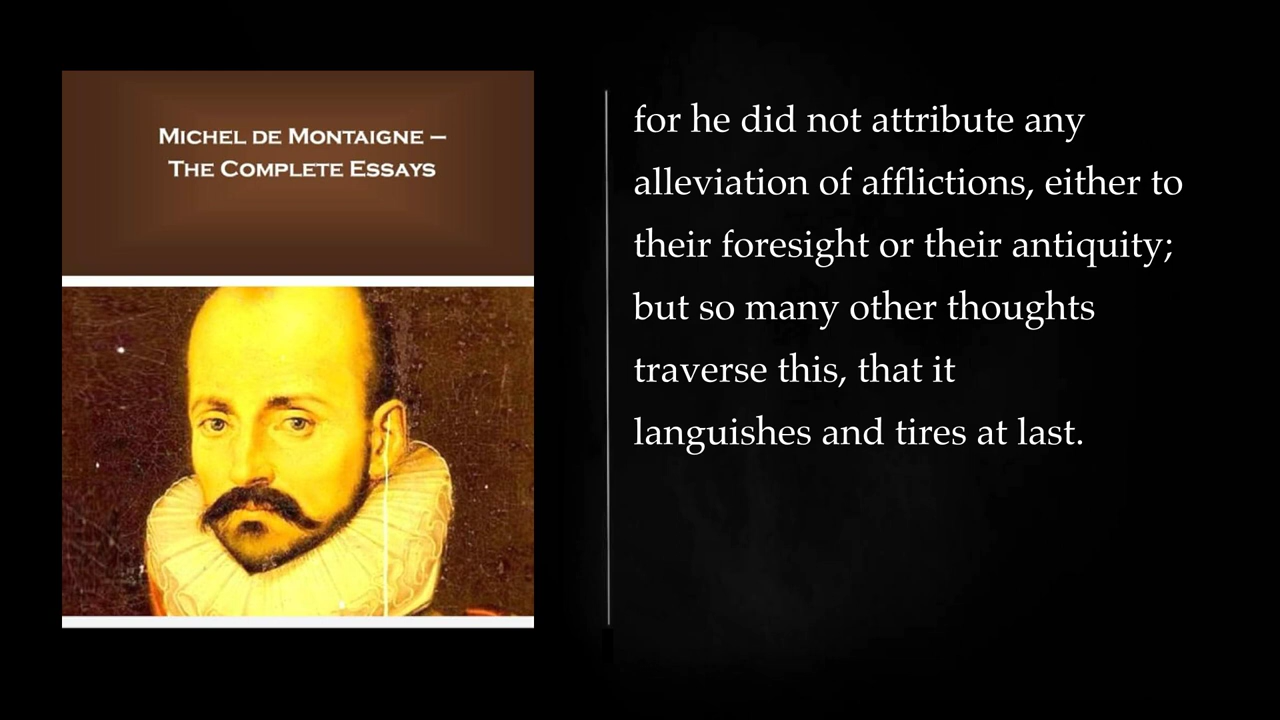 MICHEL DE MONTAIGNE –
THE COMPLETE ESSAYS
for he did not attribute any
alleviation of afflictions, either to
their foresight or their antiquity;
but so many other thoughts
traverse this, that it
languishes and tires at last.